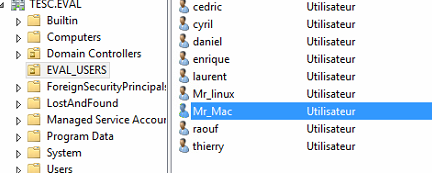 TESC.EVAL
Builtin
Computers
Domain Controllers
EVAL_USERS
ForeignSecurityPrincipals
LostAndFound
Managed Service Accour
Program Data
System
Users
cedric Utilisateur
cyril Utilisateur
daniel Utilisateur
enrique Utilisateur
laurent Utilisateur
Mr_linux Utilisateur
Mr_Mac Utilisateur
raouf Utilisateur
thierry Utilisateur